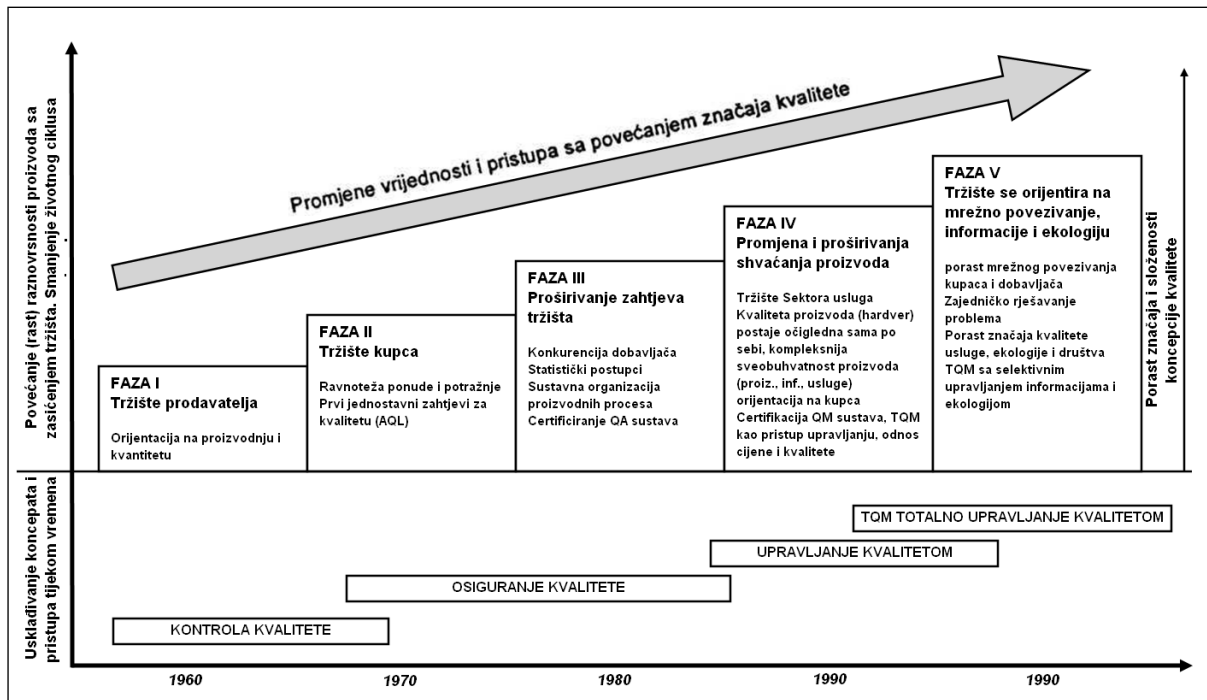 Povećanje (rast) raznovrsnosti proizvoda sa
zasićenjem tržišta. Smanjenje životnog ciklusa
Promjene vrijednosti i pristupa sa povećanjem značaja kvalitete
FAZA I
Tržište prodavatelja
Orijentacija na proizvodnju i
kvantitetu
FAZA II
Tržište kupca
Ravnoteža ponude i potražnje
Prvi jednostavni zahtjevi za
kvalitetu (AQL)
FAZA III
Proširivanje zahtjeva
tržišta
Konkurencija dobavljača
Statistički postupci
Sustavna organizacija
proizvodnih procesa
Certificiranje QA sustava
FAZA IV
Promjena i proširivanja
shvaćanja proizvoda
Tržište Sektora usluga
Kvaliteta proizvoda (hardver)
postaje očigledna sama po
sebi, kompleksnija
sveobuhvatnost proizvoda
(proiz., inf., usluge)
orijentacija na kupca
Certifikacija QM sustava, TQM
kao pristup upravljanju, odnos
cijene i kvalitete
FAZA V
Tržište se orijentira na
mrežno povezivanje,
informacije i ekologiju
porast mrežnog povezivanja
kupaca i dobavljača
Zajedničko rješavanje
problema
Porast značaja kvalitete
usluge, ekologije i društva
TQM sa selektivnim
upravljanjem informacijama i
ekologijom
Porast značaja i složenosti
koncepcije kvalitete
Usklađivanje koncepata i
pristupa tijekom vremena
TQM TOTALNO UPRAVLJANJE KVALITETOM
UPRAVLJANJE KVALITETOM
OSIGURANJE KVALITETE
KONTROLA KVALITETE
1960 1970 1980 1990 1990